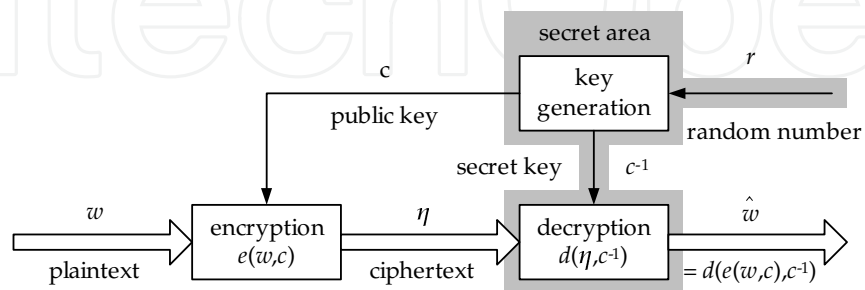 secret area
c
key
generation
r
public key
random number
secret key
c-1
w
encryption
e(w,c)
η
decryption
d(η,c-1)
^
w
plaintext
ciphertext
= d(e(w,c),c-1)